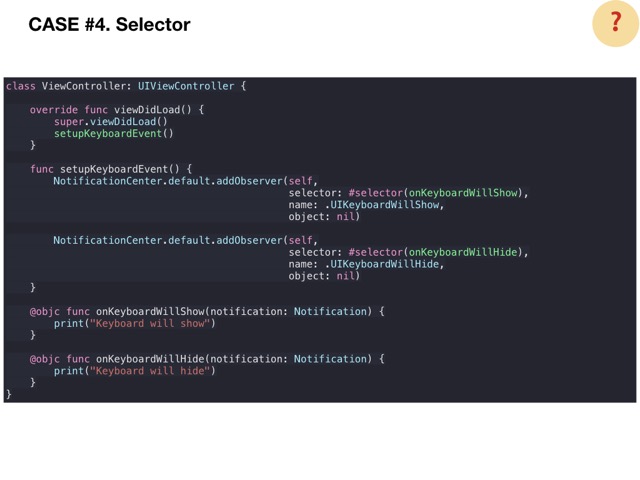 CASE #4. Selector
?
class ViewController: UIViewController {
override func viewDidLoad() {
super.viewDidLoad()
setupKeyboardEvent()
}
func setupKeyboardEvent() {
NotificationCenter.default.addObserver(self,
selector: #selector(onKeyboardWillShow),
name: .UIKeyboardWillShow,
object: nil)
NotificationCenter.default.addObserver(self,
selector: #selector(onKeyboardWillHide),
name: .UIKeyboardWillHide,
object: nil)
}
@objc func onKeyboardWillShow(notification: Notification) {
print("Keyboard will show")
}
@objc func onKeyboardWillHide(notification: Notification) {
print("Keyboard will hide")
}
}